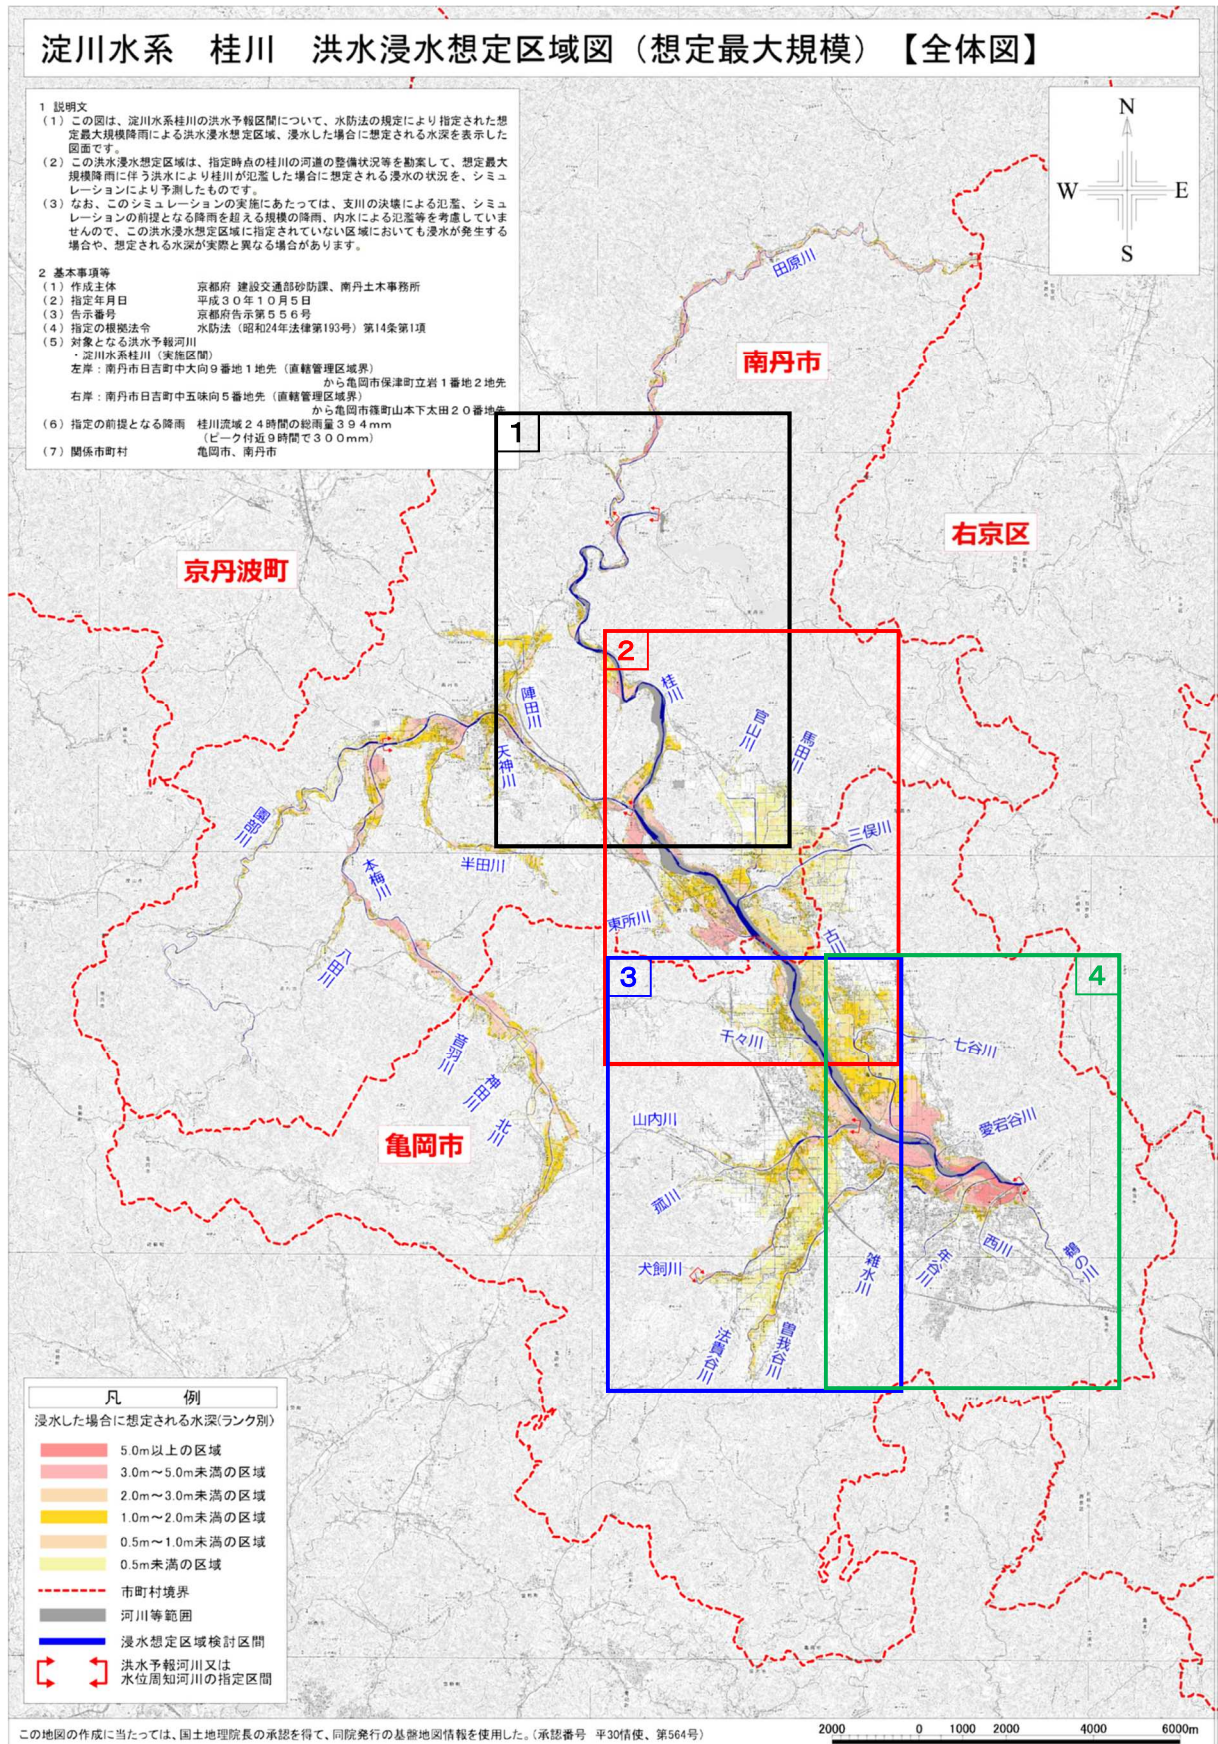 淀川水系　桂川　洪水浸水想定区域図（想定最大規模）【全体図】
1 説明文
（１）この図は、淀川水系桂川の洪水予報区間について、水防法の規定により指定された想
定最大規模降雨による洪水浸水想定区域、浸水した場合に想定される水深を表示した
図面です。
（２）この洪水浸水想定区域は、指定時点の桂川の河道の整備状況等を勘案して、想定最大
規模降雨に伴う洪水により桂川が氾濫した場合に想定される浸水の状況を、シミュ
レーションにより予測したものです。
（３）なお、このシミュレーションの実施にあたっては、支川の決壊による氾濫、シミュ
レーションの前提となる降雨を超える規模の降雨、内水による氾濫等を考慮していま
せんので、この洪水浸水想定区域に指定されていない区域においても浸水が発生する
場合や、想定される水深が実際と異なる場合があります。
2 基本事項等
（１）作成主体　京都府 建設交通部砂防課、南丹土木事務所
（２）指定年月日　平成３０年１０月５日
（３）告示番号　京都府告示第５５６号
（４）指定の根拠法令　水防法（昭和24年法律第193号）第14条第1項
（５）対象となる洪水予報河川
・淀川水系桂川（実施区間）
左岸：南丹市日吉町中大向９番地１地先（直轄管理区域界）
から亀岡市保津町立岩１番地２地先
右岸：南丹市日吉町中五味向５番地先（直轄管理区域界）
から亀岡市篠町山本下太田２０番地先
（６）指定の前提となる降雨　桂川流域２４時間の総雨量３９４mm
（ピーク付近９時間で３００mm）
（７）関係市町村　亀岡市、南丹市
N
W
E
S
田原川
南丹市
1
右京区
京丹波町
2
桂川
陣田川
官山川
馬田川
天神川
園部川
三俣川
半田川
本梅川
東所川
古川
八田川
3
4
千々川
七谷川
音羽川
神田川
北川
山内川
愛宕谷川
亀岡市
菰川
犬飼川
雑水川
年谷川
西川
鵜の川
法貴谷川
曽我谷川
凡　例
浸水した場合に想定される水深(ランク別)
5.0m以上の区域
3.0m～5.0m未満の区域
2.0m～3.0m未満の区域
1.0m～2.0m未満の区域
0.5m～1.0m未満の区域
0.5m未満の区域
市町村境界
河川等範囲
浸水想定区域検討区間
洪水予報河川又は
水位周知河川の指定区間
この地図の作成に当たっては、国土地理院長の承認を得て、同院発行の基盤地図情報を使用した。（承認番号　平30情使、第564号）
2000 0 1000 2000 4000 6000m